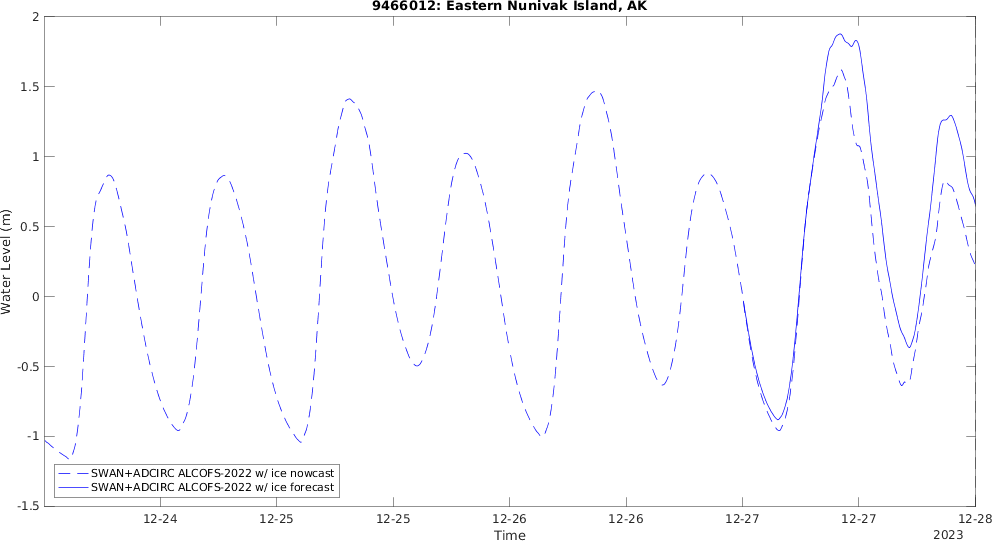 9466012: Eastern Nunivak Island, AK
2
1.5
1
0.5
0
-0.5
-1
-1.5
Water Level (m)
SWAN+ADCIRC ALCOFS-2022 w/ ice nowcast
SWAN+ADCIRC ALCOFS-2022 w/ ice forecast
12-24 12-25 12-25 12-26 12-26 12-27 12-27 12-28
Time
2023